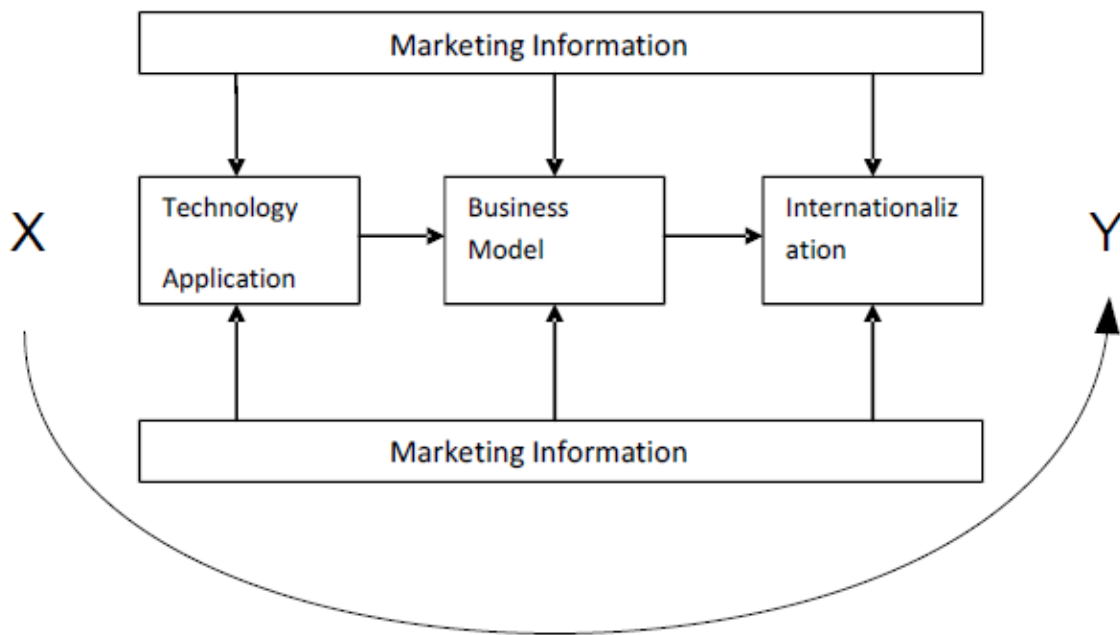 Marketing Information
Technology
Application
Business
Model
Internationaliz
ation
X
Y
Marketing Information